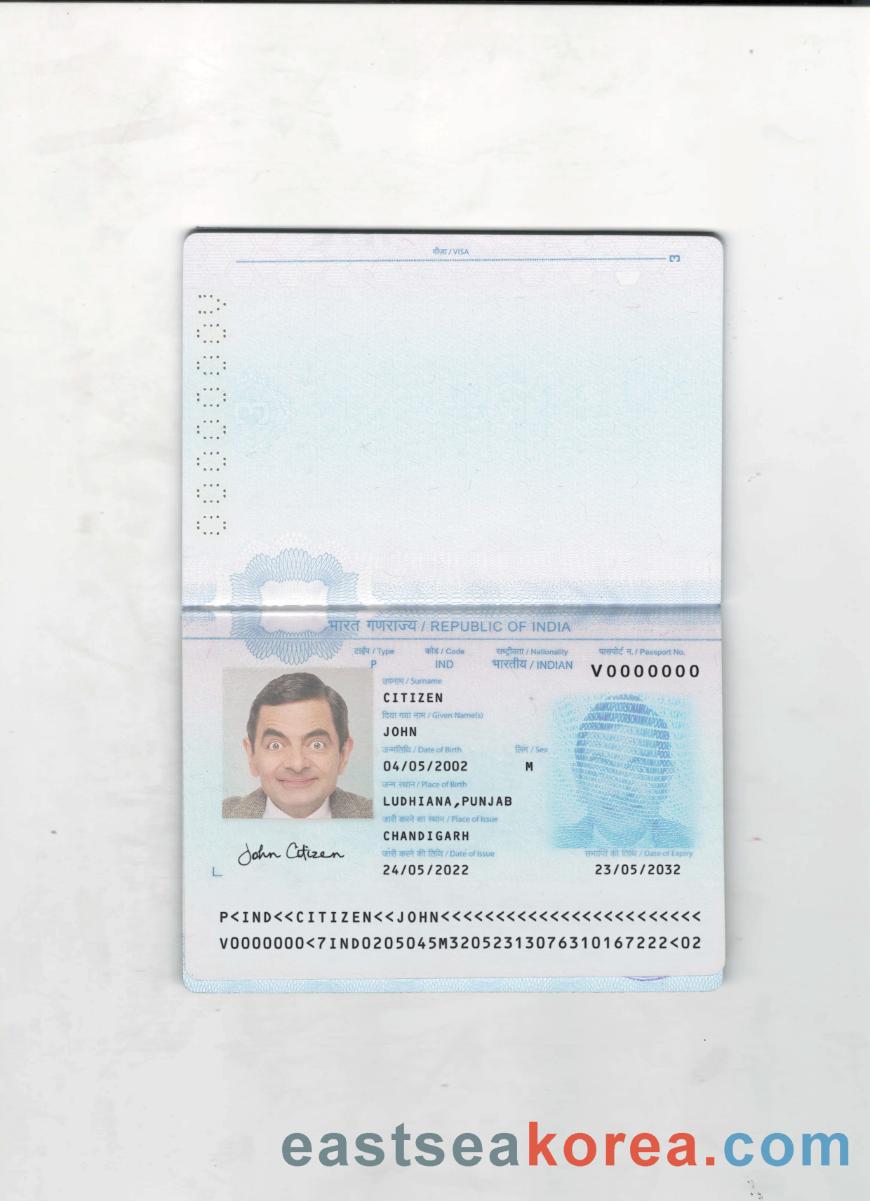 वीज़ा / VISA
3
V0000000
भारत गणराज्य / REPUBLIC OF INDIA
टाईप / Type कोड / Code राष्ट्रीयता / Nationality पासपोर्ट न. / Passport No.
P IND भारतीय / INDIAN V0000000
उपनाम / Surname
CITIZEN
दिया गया नाम / Given Name(s)
JOHN
जन्मतिथि / Date of Birth लिंग / Sex
04/05/2002 M
जन्म स्थान / Place of Birth
LUDHIANA,PUNJAB
जारी करने का स्थान / Place of Issue
CHANDIGARH
जारी करने की तिथि / Date of Issue समाप्ति की तिथि / Date of Expiry
24/05/2022 23/05/2032
John Citizen
P<IND<<CITIZEN<<JOHN<<<<<<<<<<<<<<<<<<<<<<<<
V0000000<7IND0205045M32052313076310167222<02
eastseakorea.com